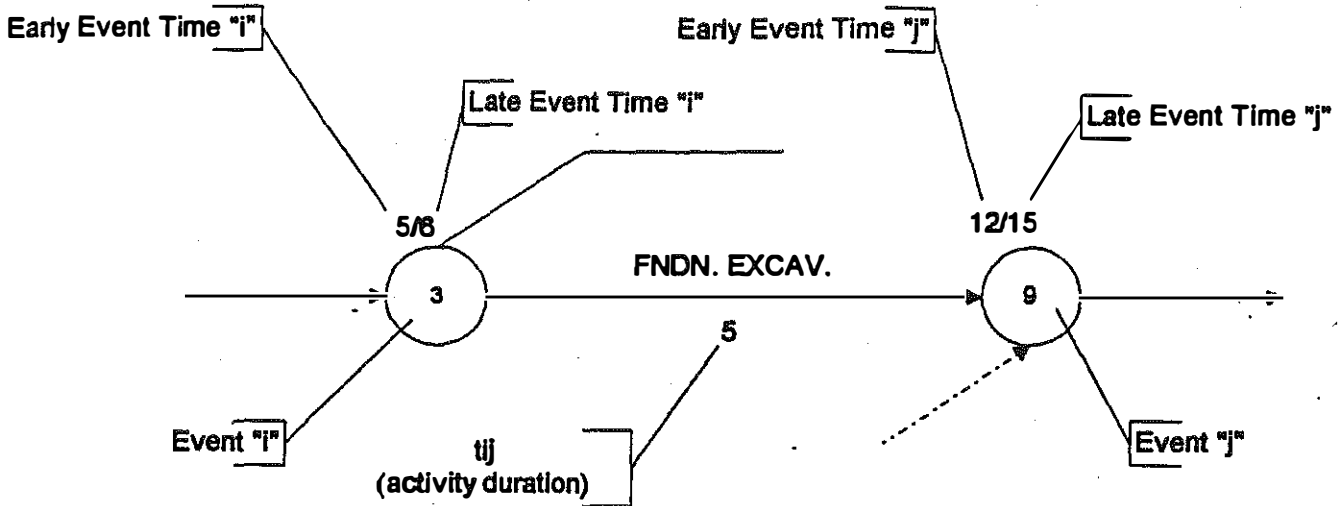 Early Event Time "i"
Early Event Time "j"
Late Event Time "i"
Late Event Time "j"
5/6
12/15
FNDN. EXCAV.
3
9
5
Event "i"
tij
(activity duration)
Event "j"